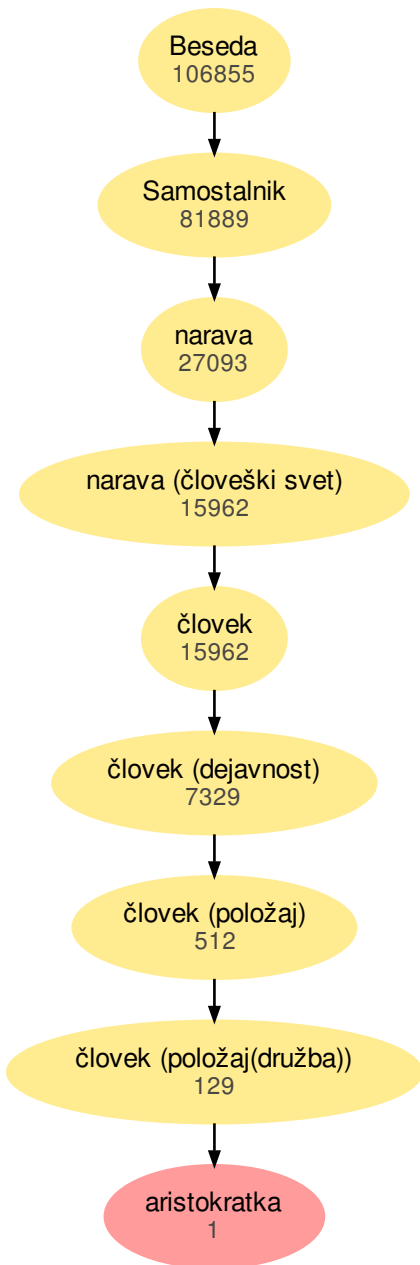 Beseda
106855
Samostalnik
81889
narava
27093
narava (človeški svet)
15962
človek
15962
človek (dejavnost)
7329
človek (položaj)
512
človek (položaj(družba))
129
aristokratka
1